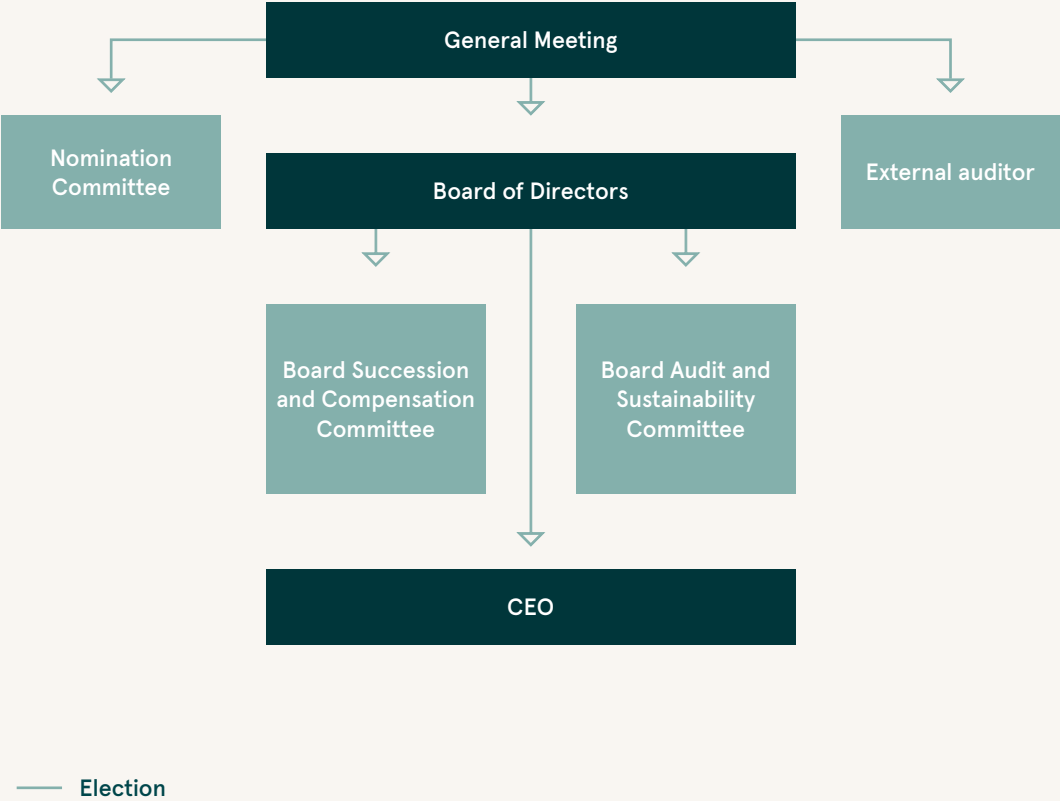 General Meeting
Nomination
Committee
Board of Directors
External auditor
Board Succession
and Compensation
Committee
Board Audit and
Sustainability
Committee
CEO
Election